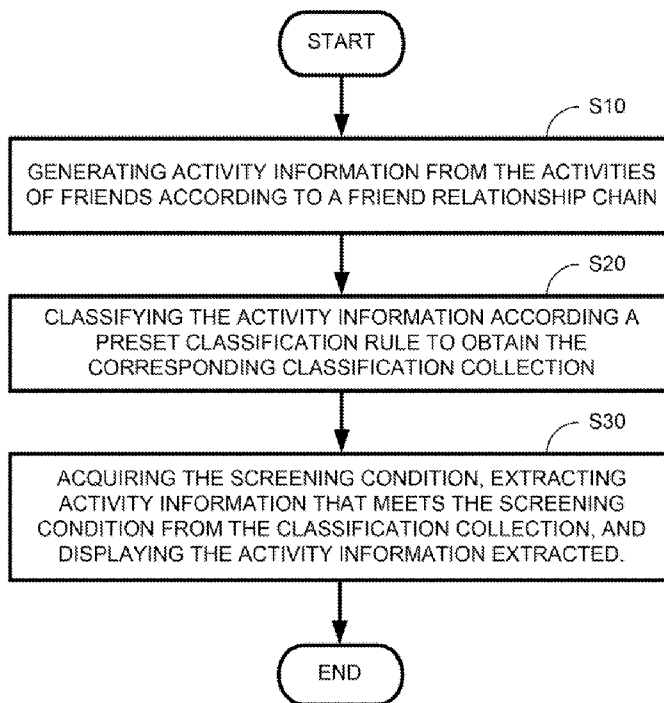 START
S10
GENERATING ACTIVITY INFORMATION FROM THE ACTIVITIES
OF FRIENDS ACCORDING TO A FRIEND RELATIONSHIP CHAIN
S20
CLASSIFYING THE ACTIVITY INFORMATION ACCORDING A
PRESET CLASSIFICATION RULE TO OBTAIN THE
CORRESPONDING CLASSIFICATION COLLECTION
S30
ACQUIRING THE SCREENING CONDITION, EXTRACTING
ACTIVITY INFORMATION THAT MEETS THE SCREENING
CONDITION FROM THE CLASSIFICATION COLLECTION, AND
DISPLAYING THE ACTIVITY INFORMATION EXTRACTED.
END